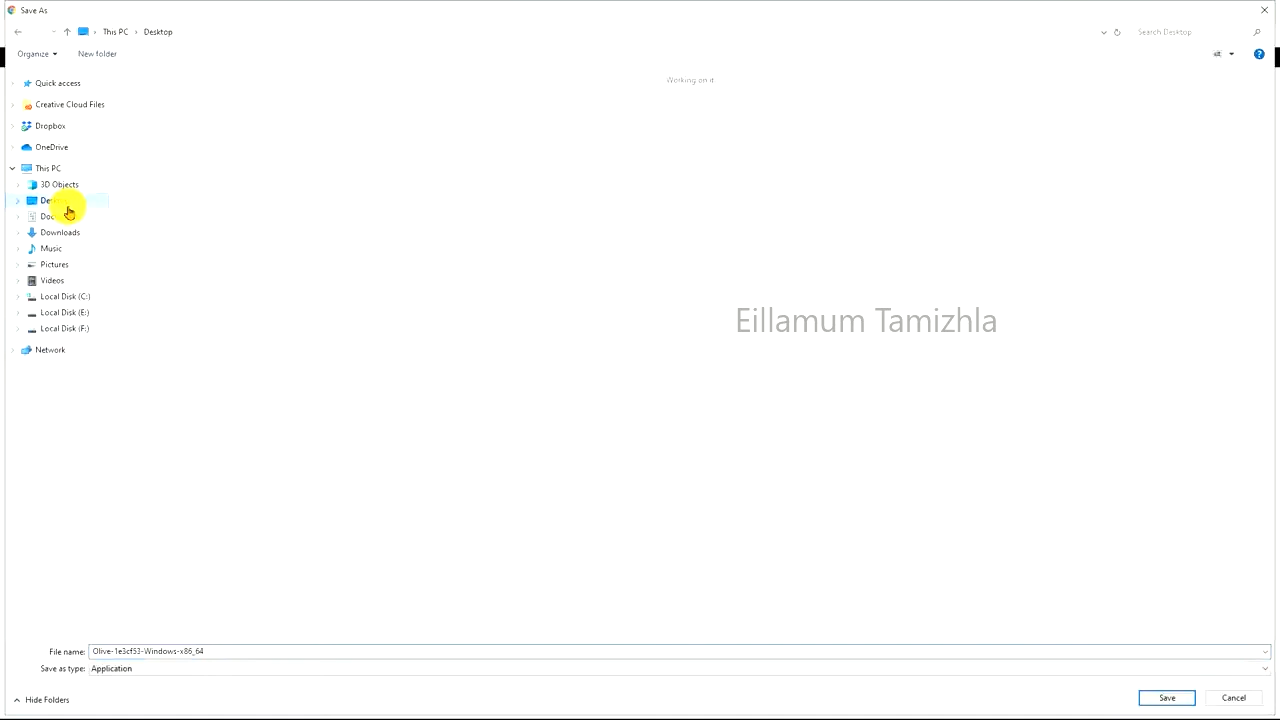 Save As
This PC
Desktop
Search Desktop
Organize
New folder
Quick access
Working on it
Creative Cloud Files
Dropbox
OneDrive
This PC
3D Objects
Downloads
Music
Pictures
Videos
Local Disk (C:)
Local Disk (E:)
Local Disk (F:)
Network
Eillamum Tamizhla
File name: Olive-1e3cf53-Windows-x86_64
Save as type: Application
Hide Folders
Save
Cancel